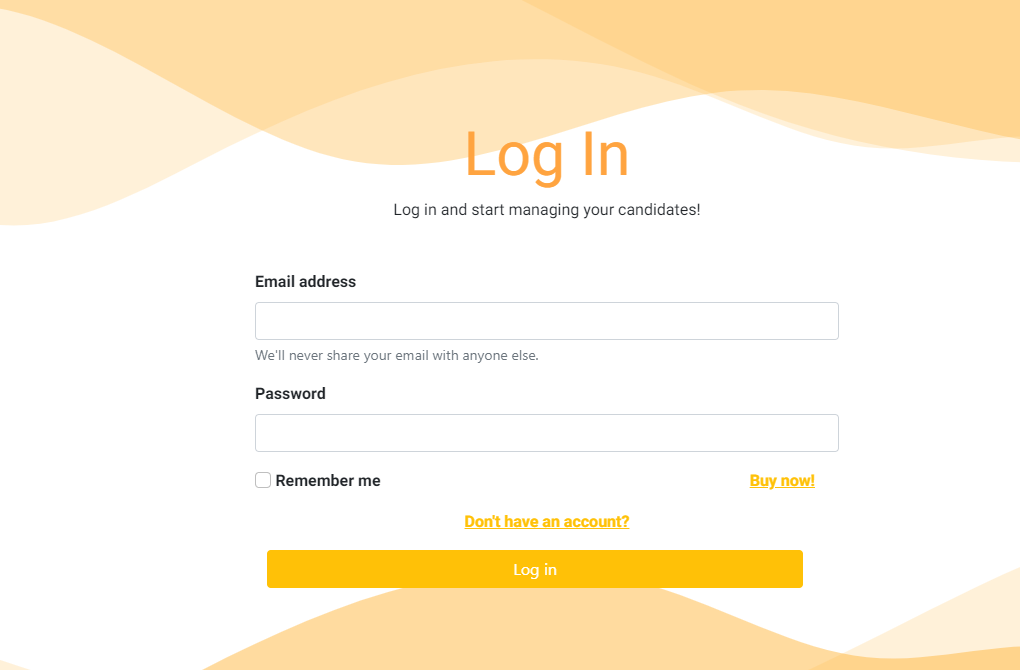 Log In
Log in and start managing your candidates!
Email address
We'll never share your email with anyone else.
Password
Remember me
Buy now!
Don't have an account?
Log in